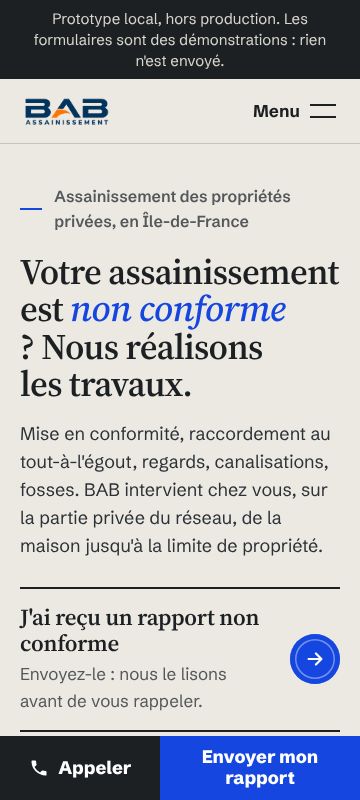 Prototype local, hors production. Les
formulaires sont des démonstrations : rien
n'est envoyé.
BAB
ASSAINISSEMENT
Menu
Assainissement des propriétés
privées, en Île-de-France
Votre assainissement
est non conforme
? Nous réalisons
les travaux.
Mise en conformité, raccordement au
tout-à-l'égout, regards, canalisations,
fosses. BAB intervient chez vous, sur
la partie privée du réseau, de la
maison jusqu'à la limite de propriété.
J'ai reçu un rapport non
conforme
Envoyez-le : nous le lisons
avant de vous rappeler.
Appeler
Envoyer mon
rapport